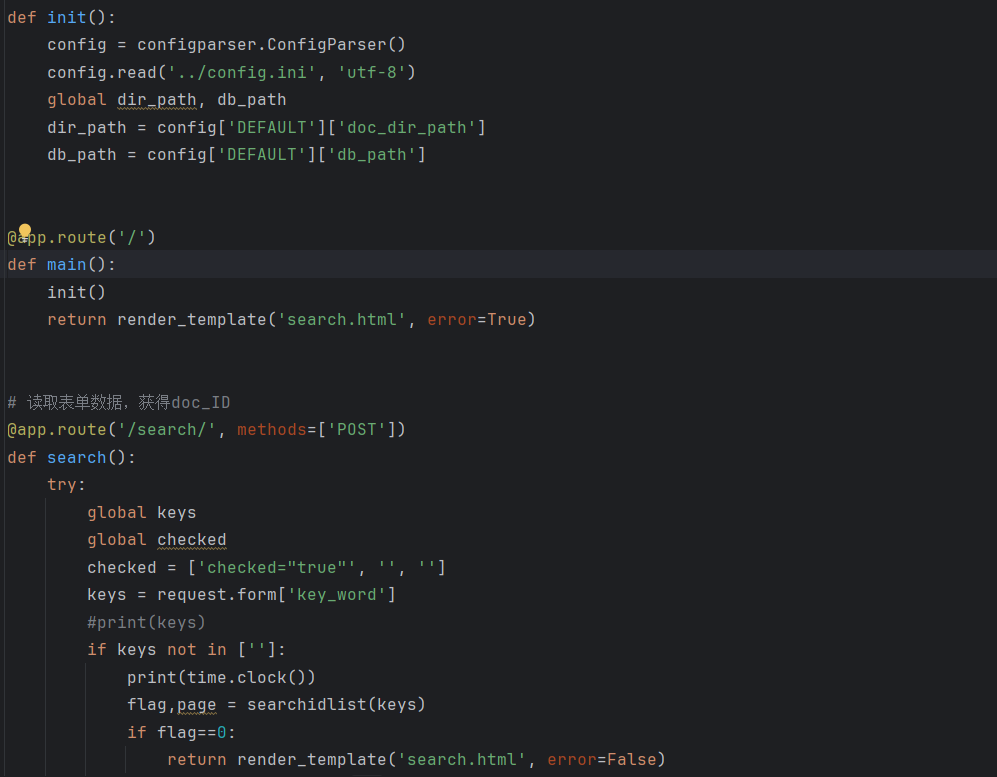 def init():
    config = configparser.ConfigParser()
    config.read('../config.ini', 'utf-8')
    global dir_path, db_path
    dir_path = config['DEFAULT']['doc_dir_path']
    db_path = config['DEFAULT']['db_path']
@app.route('/')
def main():
    init()
    return render_template('search.html', error=True)
# 读取表单数据，获得doc_ID
@app.route('/search/', methods=['POST'])
def search():
    try:
        global keys
        global checked
        checked = ['checked="true"', '', '']
        keys = request.form['key_word']
        #print(keys)
        if keys not in ['']:
            print(time.clock())
            flag,page = searchidlist(keys)
            if flag==0:
                return render_template('search.html', error=False)